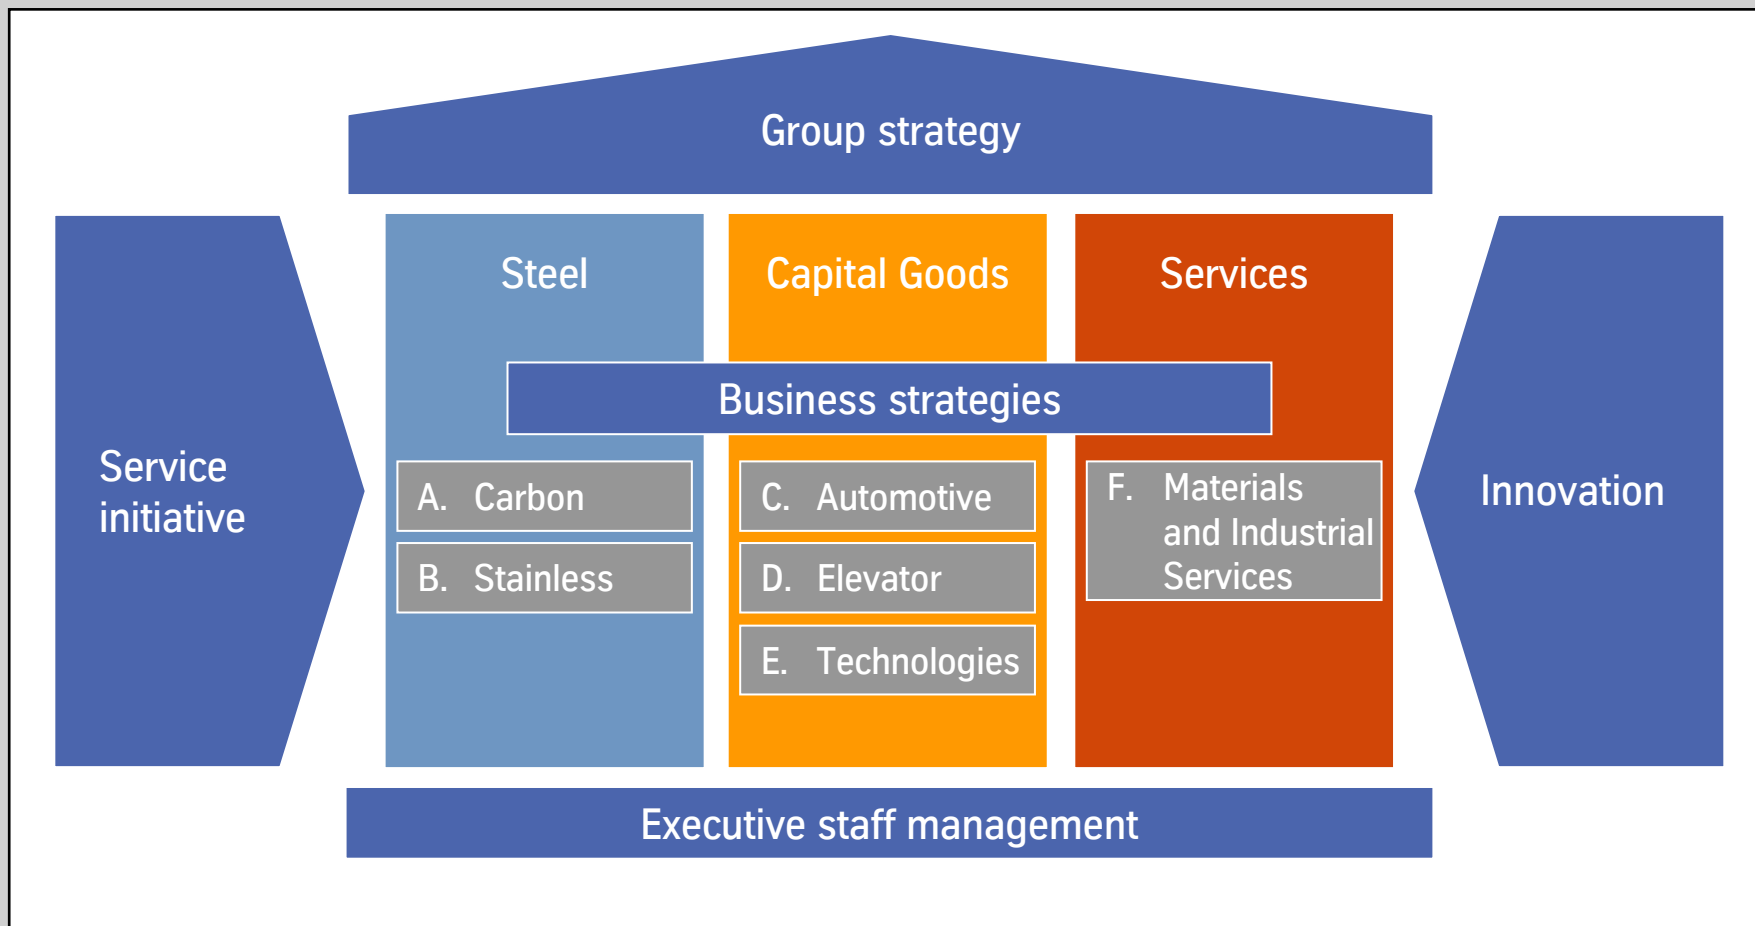 Group strategy
Steel
Capital Goods
Services
Business strategies
Service
initiative
A. Carbon
B. Stainless
C. Automotive
D. Elevator
E. Technologies
F. Materials
and Industrial
Services
Innovation
Executive staff management